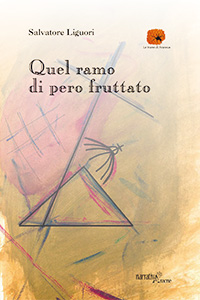 Salvatore Liguori
Quel ramo
di pero fruttato